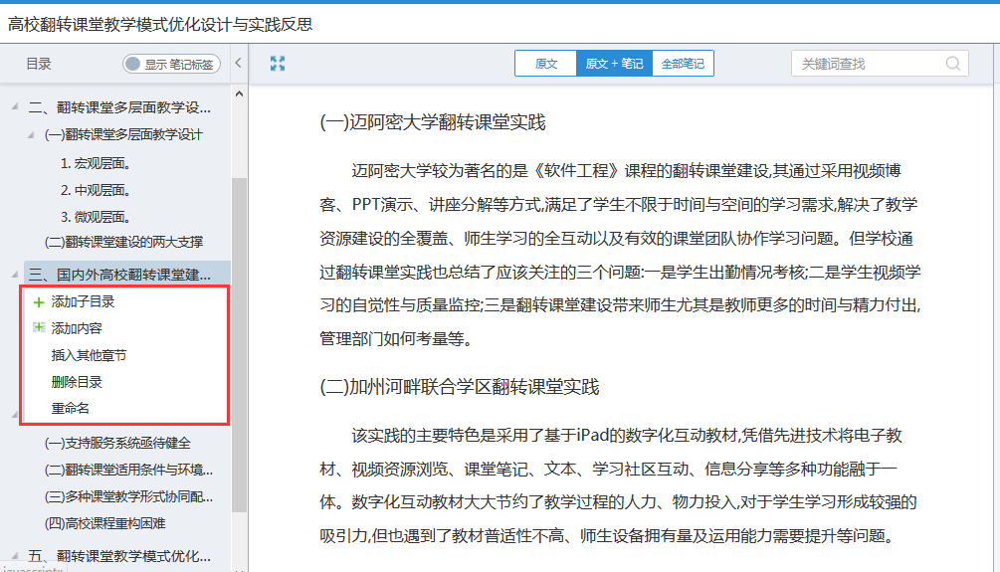 高校翻转课堂教学模式优化设计与实践反思
目录
显示 笔记标签
原文
原文 + 笔记
全部笔记
关键词查找
二、翻转课堂多层面教学设...
(一)翻转课堂多层面教学设计
1. 宏观层面。
2. 中观层面。
3. 微观层面。
(二)翻转课堂建设的两大支撑
三、国内外高校翻转课堂建...
添加子目录
添加内容
插入其他章节
删除目录
重命名
(一)支持服务系统亟待健全
(二)翻转课堂适用条件与环境...
(三)多种课堂教学形式协同配...
(四)高校课程重构困难
五、翻转课堂教学模式优化...
(一)迈阿密大学翻转课堂实践
迈阿密大学较为著名的是《软件工程》课程的翻转课堂建设,其通过采用视频博
客、PPT演示、讲座分解等方式,满足了学生不限于时间与空间的学习需求,解决了教学
资源建设的全覆盖、师生学习的全互动以及有效的课堂团队协作学习问题。但学校通
过翻转课堂实践也总结了应该关注的三个问题:一是学生出勤情况考核;二是学生视频学
习的自觉性与质量监控;三是翻转课堂建设带来师生尤其是教师更多的时间与精力付出,
管理部门如何考量等。
(二)加州河畔联合学区翻转课堂实践
该实践的主要特色是采用了基于iPad的数字化互动教材,凭借先进技术将电子教
材、视频资源浏览、课堂笔记、文本、学习社区互动、信息分享等多种功能融于一
体。数字化互动教材大大节约了教学过程的人力、物力投入,对于学生学习形成较强的
吸引力,但也遇到了教材普适性不高、师生设备拥有量及运用能力需要提升等问题。